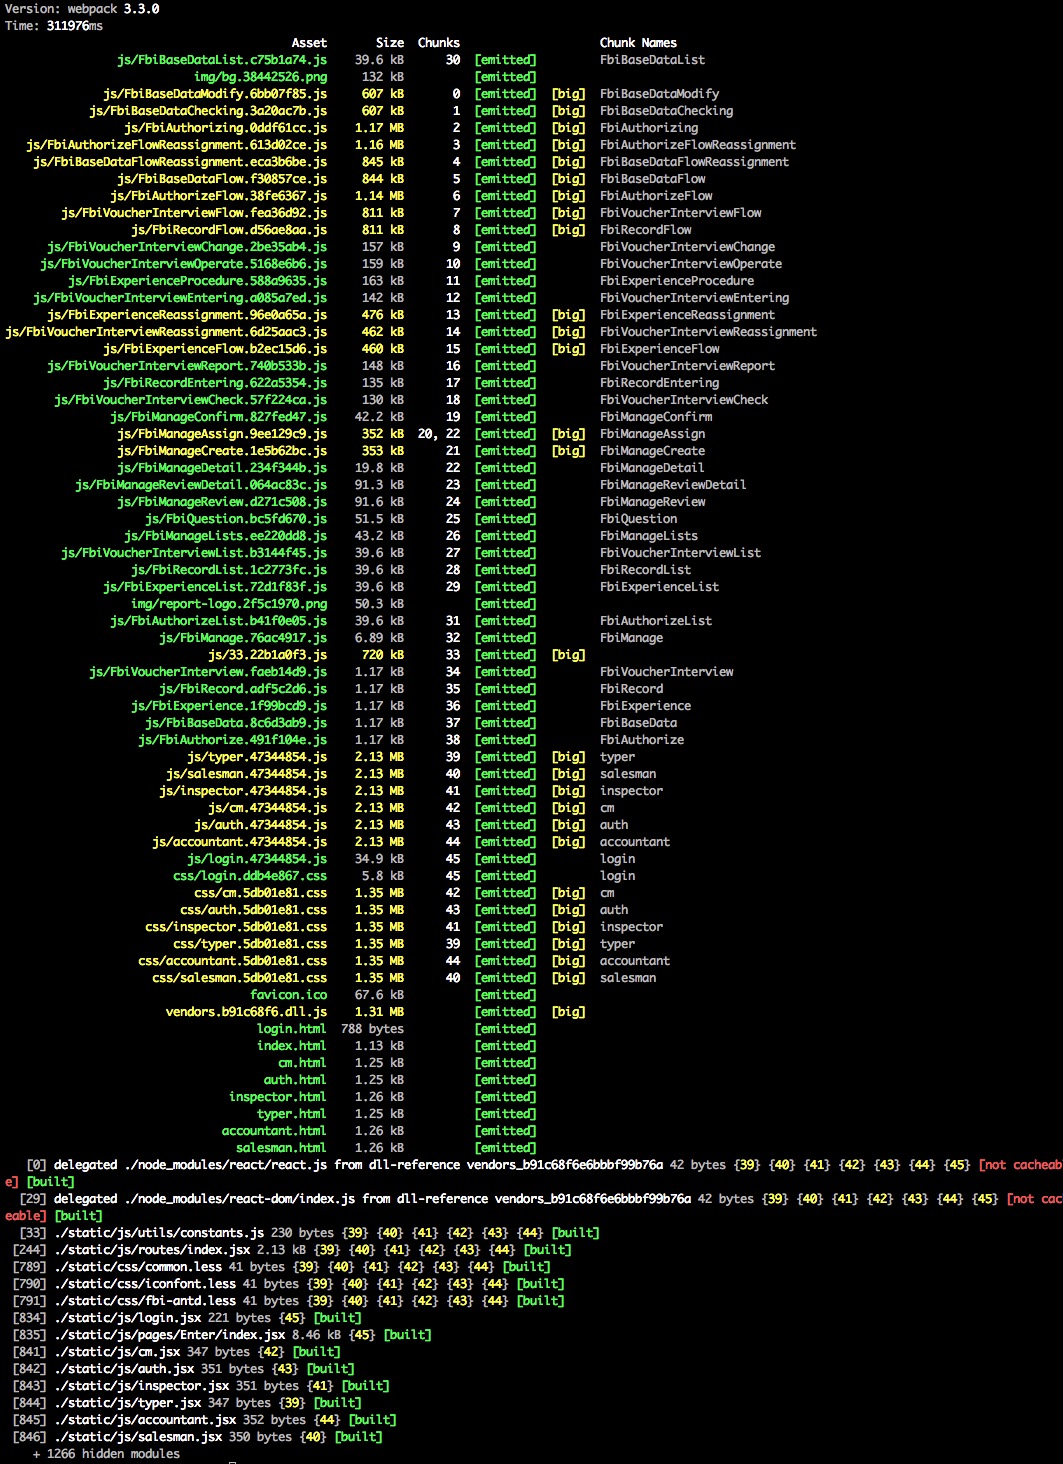 Version: webpack 3.3.0
Time: 311976ms
Asset Size Chunks Chunk Names
js/FbiBaseDataList.c75b1a74.js 39.6 kB 30 [emitted] FbiBaseDataList
img/bg.38442526.png 132 kB [emitted]
js/FbiBaseDataModify.6bb07f85.js 607 kB 0 [emitted] [big] FbiBaseDataModify
js/FbiBaseDataChecking.3a20ac7b.js 607 kB 1 [emitted] [big] FbiBaseDataChecking
js/FbiAuthorizing.0ddf61cc.js 1.17 MB 2 [emitted] [big] FbiAuthorizing
js/FbiAuthorizeFlowReassignment.613d02ce.js 1.16 MB 3 [emitted] [big] FbiAuthorizeFlowReassignment
js/FbiBaseDataFlowReassignment.eca3b6be.js 845 kB 4 [emitted] [big] FbiBaseDataFlowReassignment
js/FbiBaseDataFlow.f30857ce.js 844 kB 5 [emitted] [big] FbiBaseDataFlow
js/FbiAuthorizeFlow.38fe6367.js 1.14 MB 6 [emitted] [big] FbiAuthorizeFlow
js/FbiVoucherInterviewFlow.fea36d92.js 811 kB 7 [emitted] [big] FbiVoucherInterviewFlow
js/FbiRecordFlow.d56ae8aa.js 811 kB 8 [emitted] [big] FbiRecordFlow
js/FbiVoucherInterviewChange.2be35ab4.js 157 kB 9 [emitted] FbiVoucherInterviewChange
js/FbiVoucherInterviewOperate.5168e6b6.js 159 kB 10 [emitted] FbiVoucherInterviewOperate
js/FbiExperienceProcedure.588a9635.js 163 kB 11 [emitted] FbiExperienceProcedure
js/FbiVoucherInterviewEntering.a085a7ed.js 142 kB 12 [emitted] FbiVoucherInterviewEntering
js/FbiExperienceReassignment.96e0a65a.js 476 kB 13 [emitted] [big] FbiExperienceReassignment
js/FbiVoucherInterviewReassignment.6d25aac3.js 462 kB 14 [emitted] [big] FbiVoucherInterviewReassignment
js/FbiExperienceFlow.b2ec15d6.js 460 kB 15 [emitted] [big] FbiExperienceFlow
js/FbiVoucherInterviewReport.740b533b.js 148 kB 16 [emitted] FbiVoucherInterviewReport
js/FbiRecordEntering.622a5354.js 135 kB 17 [emitted] FbiRecordEntering
js/FbiVoucherInterviewCheck.57f224ca.js 130 kB 18 [emitted] FbiVoucherInterviewCheck
js/FbiManageConfirm.827fed47.js 42.2 kB 19 [emitted] FbiManageConfirm
js/FbiManageAssign.9ee129c9.js 352 kB 20, 22 [emitted] [big] FbiManageAssign
js/FbiManageCreate.1e5b62bc.js 353 kB 21 [emitted] [big] FbiManageCreate
js/FbiManageDetail.234f344b.js 19.8 kB 22 [emitted] FbiManageDetail
js/FbiManageReviewDetail.064ac83c.js 91.3 kB 23 [emitted] FbiManageReviewDetail
js/FbiManageReview.d271c508.js 91.6 kB 24 [emitted] FbiManageReview
js/FbiQuestion.bc5fd670.js 51.5 kB 25 [emitted] FbiQuestion
js/FbiManageLists.ee220dd8.js 43.2 kB 26 [emitted] FbiManageLists
js/FbiVoucherInterviewList.b3144f45.js 39.6 kB 27 [emitted] FbiVoucherInterviewList
js/FbiRecordList.1c2773fc.js 39.6 kB 28 [emitted] FbiRecordList
js/FbiExperienceList.72d1f83f.js 39.6 kB 29 [emitted] FbiExperienceList
img/report-logo.2f5c1970.png 50.3 kB [emitted]
js/FbiAuthorizeList.b41f0e05.js 39.6 kB 31 [emitted] FbiAuthorizeList
js/FbiManage.76ac4917.js 6.89 kB 32 [emitted] FbiManage
js/33.22b1a0f3.js 720 kB 33 [emitted] [big]
js/FbiVoucherInterview.faeb14d9.js 1.17 kB 34 [emitted] FbiVoucherInterview
js/FbiRecord.adf5c2d6.js 1.17 kB 35 [emitted] FbiRecord
js/FbiExperience.1f99bcd9.js 1.17 kB 36 [emitted] FbiExperience
js/FbiBaseData.8c6d3ab9.js 1.17 kB 37 [emitted] FbiBaseData
js/FbiAuthorize.491f104e.js 1.17 kB 38 [emitted] FbiAuthorize
js/typer.47344854.js 2.13 MB 39 [emitted] [big] typer
js/salesman.47344854.js 2.13 MB 40 [emitted] [big] salesman
js/inspector.47344854.js 2.13 MB 41 [emitted] [big] inspector
js/cm.47344854.js 2.13 MB 42 [emitted] [big] cm
js/auth.47344854.js 2.13 MB 43 [emitted] [big] auth
js/accountant.47344854.js 2.13 MB 44 [emitted] [big] accountant
js/login.47344854.js 34.9 kB 45 [emitted] login
css/login.ddb4e867.css 5.8 kB 45 [emitted] login
css/cm.5db01e81.css 1.35 MB 42 [emitted] [big] cm
css/auth.5db01e81.css 1.35 MB 43 [emitted] [big] auth
css/inspector.5db01e81.css 1.35 MB 41 [emitted] [big] inspector
css/typer.5db01e81.css 1.35 MB 39 [emitted] [big] typer
css/accountant.5db01e81.css 1.35 MB 44 [emitted] [big] accountant
css/salesman.5db01e81.css 1.35 MB 40 [emitted] [big] salesman
favicon.ico 67.6 kB [emitted]
vendors.b91c68f6.dll.js 1.31 MB [emitted] [big]
login.html 788 bytes [emitted]
index.html 1.13 kB [emitted]
cm.html 1.25 kB [emitted]
auth.html 1.25 kB [emitted]
inspector.html 1.26 kB [emitted]
typer.html 1.25 kB [emitted]
accountant.html 1.26 kB [emitted]
salesman.html 1.26 kB [emitted]
[0] delegated ./node_modules/react/react.js from dll-reference vendors_b91c68f6e6bbbf99b76a 42 bytes {39} {40} {41} {42} {43} {44} {45} [not cacheab
e] [built]
[29] delegated ./node_modules/react-dom/index.js from dll-reference vendors_b91c68f6e6bbbf99b76a 42 bytes {39} {40} {41} {42} {43} {44} {45} [not cac
eable] [built]
[33] ./static/js/utils/constants.js 230 bytes {39} {40} {41} {42} {43} {44} [built]
[244] ./static/js/routes/index.jsx 2.13 kB {39} {40} {41} {42} {43} {44} [built]
[789] ./static/css/common.less 41 bytes {39} {40} {41} {42} {43} {44} [built]
[790] ./static/css/iconfont.less 41 bytes {39} {40} {41} {42} {43} {44} [built]
[791] ./static/css/fbi-antd.less 41 bytes {39} {40} {41} {42} {43} {44} [built]
[834] ./static/js/login.jsx 221 bytes {45} [built]
[835] ./static/js/pages/Enter/index.jsx 8.46 kB {45} [built]
[841] ./static/js/cm.jsx 347 bytes {42} [built]
[842] ./static/js/auth.jsx 351 bytes {43} [built]
[843] ./static/js/inspector.jsx 351 bytes {41} [built]
[844] ./static/js/typer.jsx 347 bytes {39} [built]
[845] ./static/js/accountant.jsx 352 bytes {44} [built]
[846] ./static/js/salesman.jsx 350 bytes {40} [built]
+ 1266 hidden modules